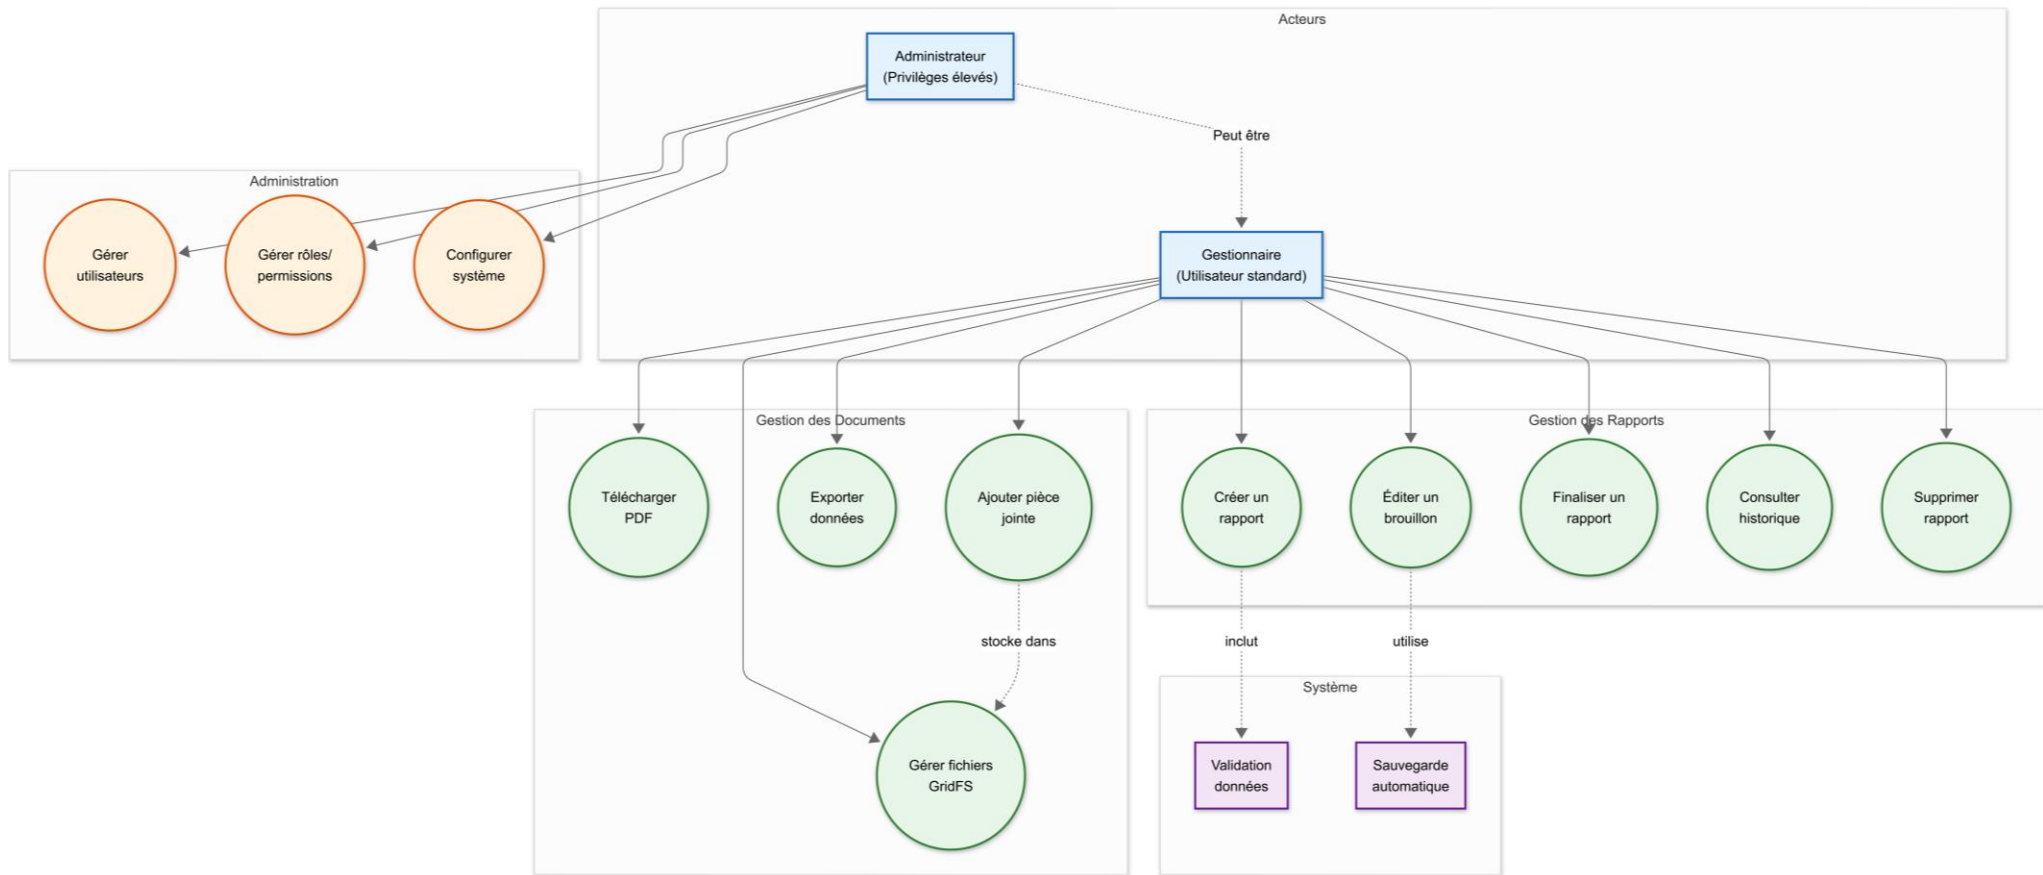 Acteurs
Administrateur
(Privilèges élevés)
Peut être
Administration
Gérer
utilisateurs
Gérer rôles/
permissions
Configurer
système
Gestionnaire
(Utilisateur standard)
Gestion des Documents
Télécharger
PDF
Exporter
données
Ajouter pièce
jointe
Gestion des Rapports
Créer un
rapport
Éditer un
brouillon
Finaliser un
rapport
Consulter
historique
Supprimer
rapport
stocke dans
inclut
utilise
Gérer fichiers
GridFS
Système
Validation
données
Sauvegarde
automatique